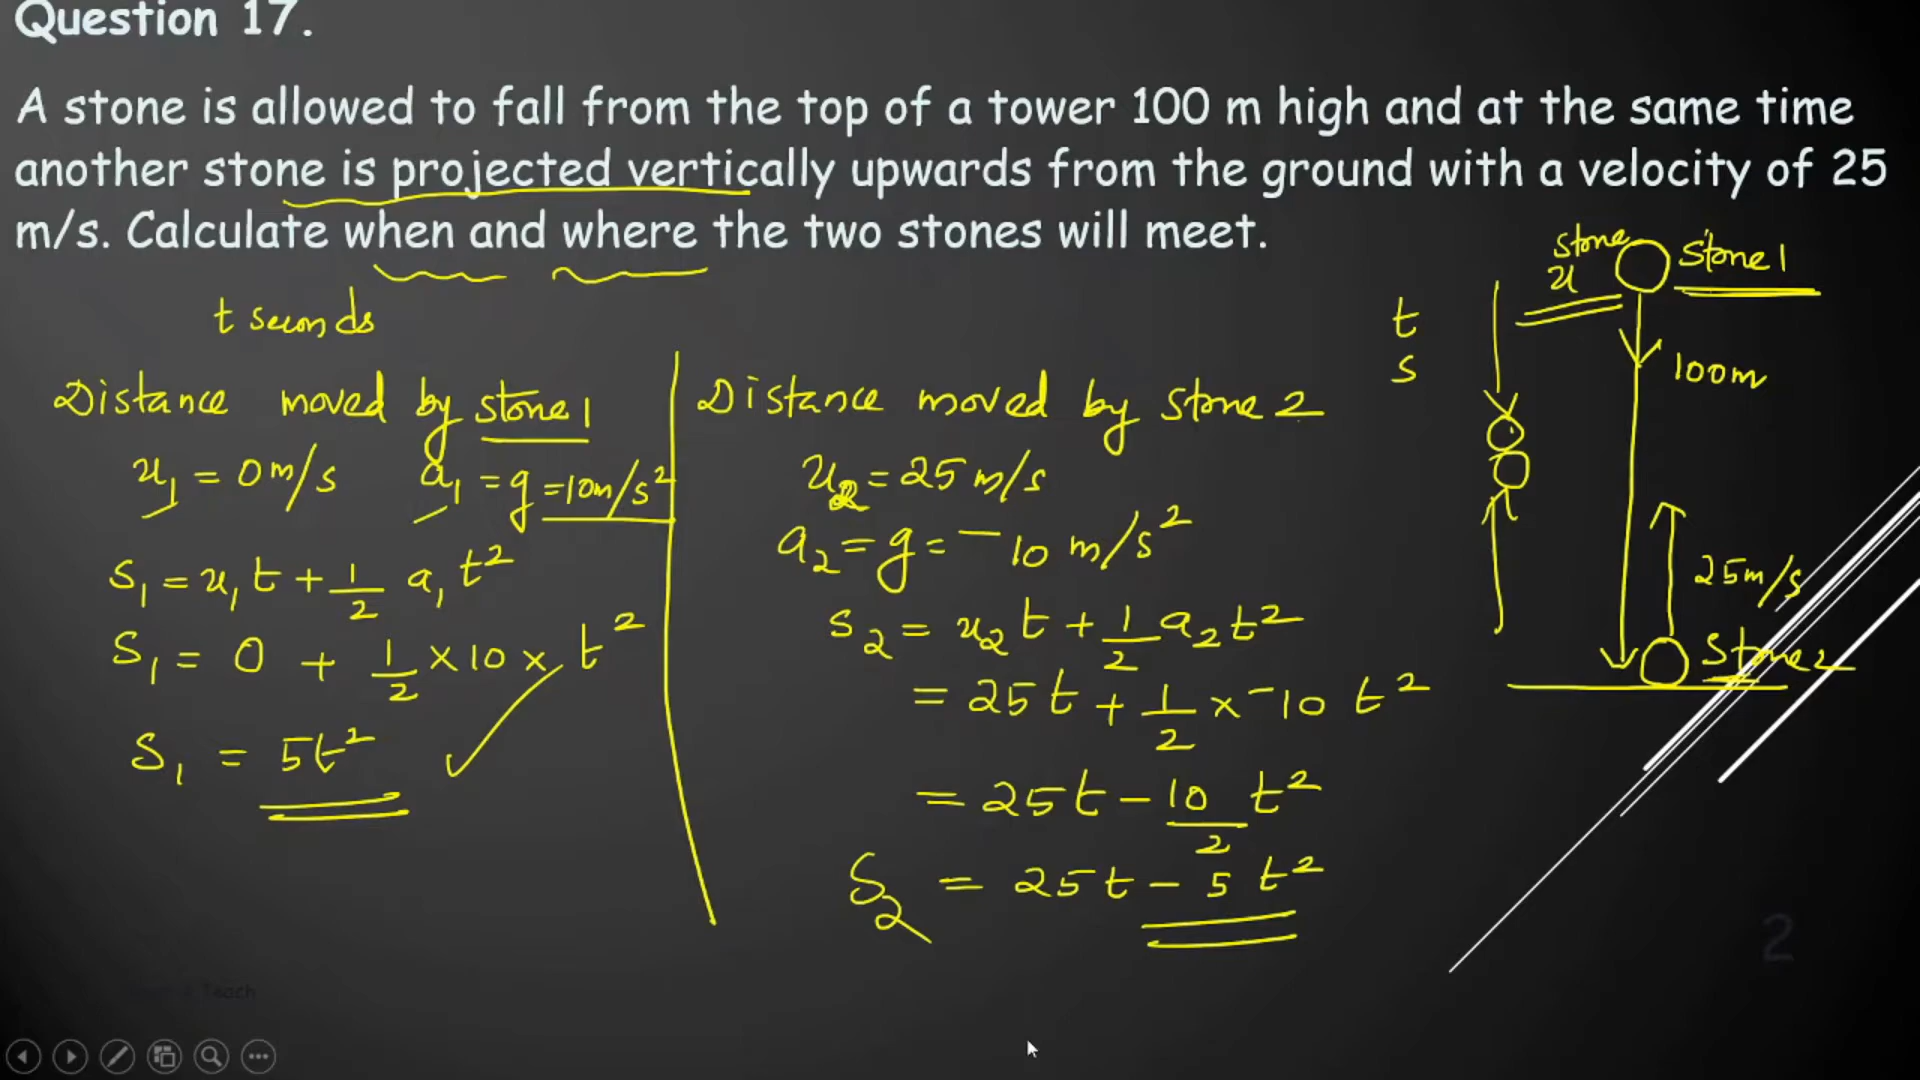 Question 17.
A stone is allowed to fall from the top of a tower 100 m high and at the same time
another stone is projected vertically upwards from the ground with a velocity of 25
m/s. Calculate when and where the two stones will meet.
t seconds
Distance moved by stone 1
u₁ = 0 m/s a₁ = g = 10 m/s²
S₁ = u₁t + 1/2 a₁t²
S₁ = 0 + 1/2 × 10 × t²
S₁ = 5t²
Distance moved by stone 2
u₂ = 25 m/s
a₂ = g = -10 m/s²
S₂ = u₂t + 1/2 a₂t²
= 25t + 1/2 × -10 t²
= 25t - 10/2 t²
S₂ = 25t - 5t²
t
s
stone
u
Stone 1
100m
25m/s
Stone 2
2
Teach